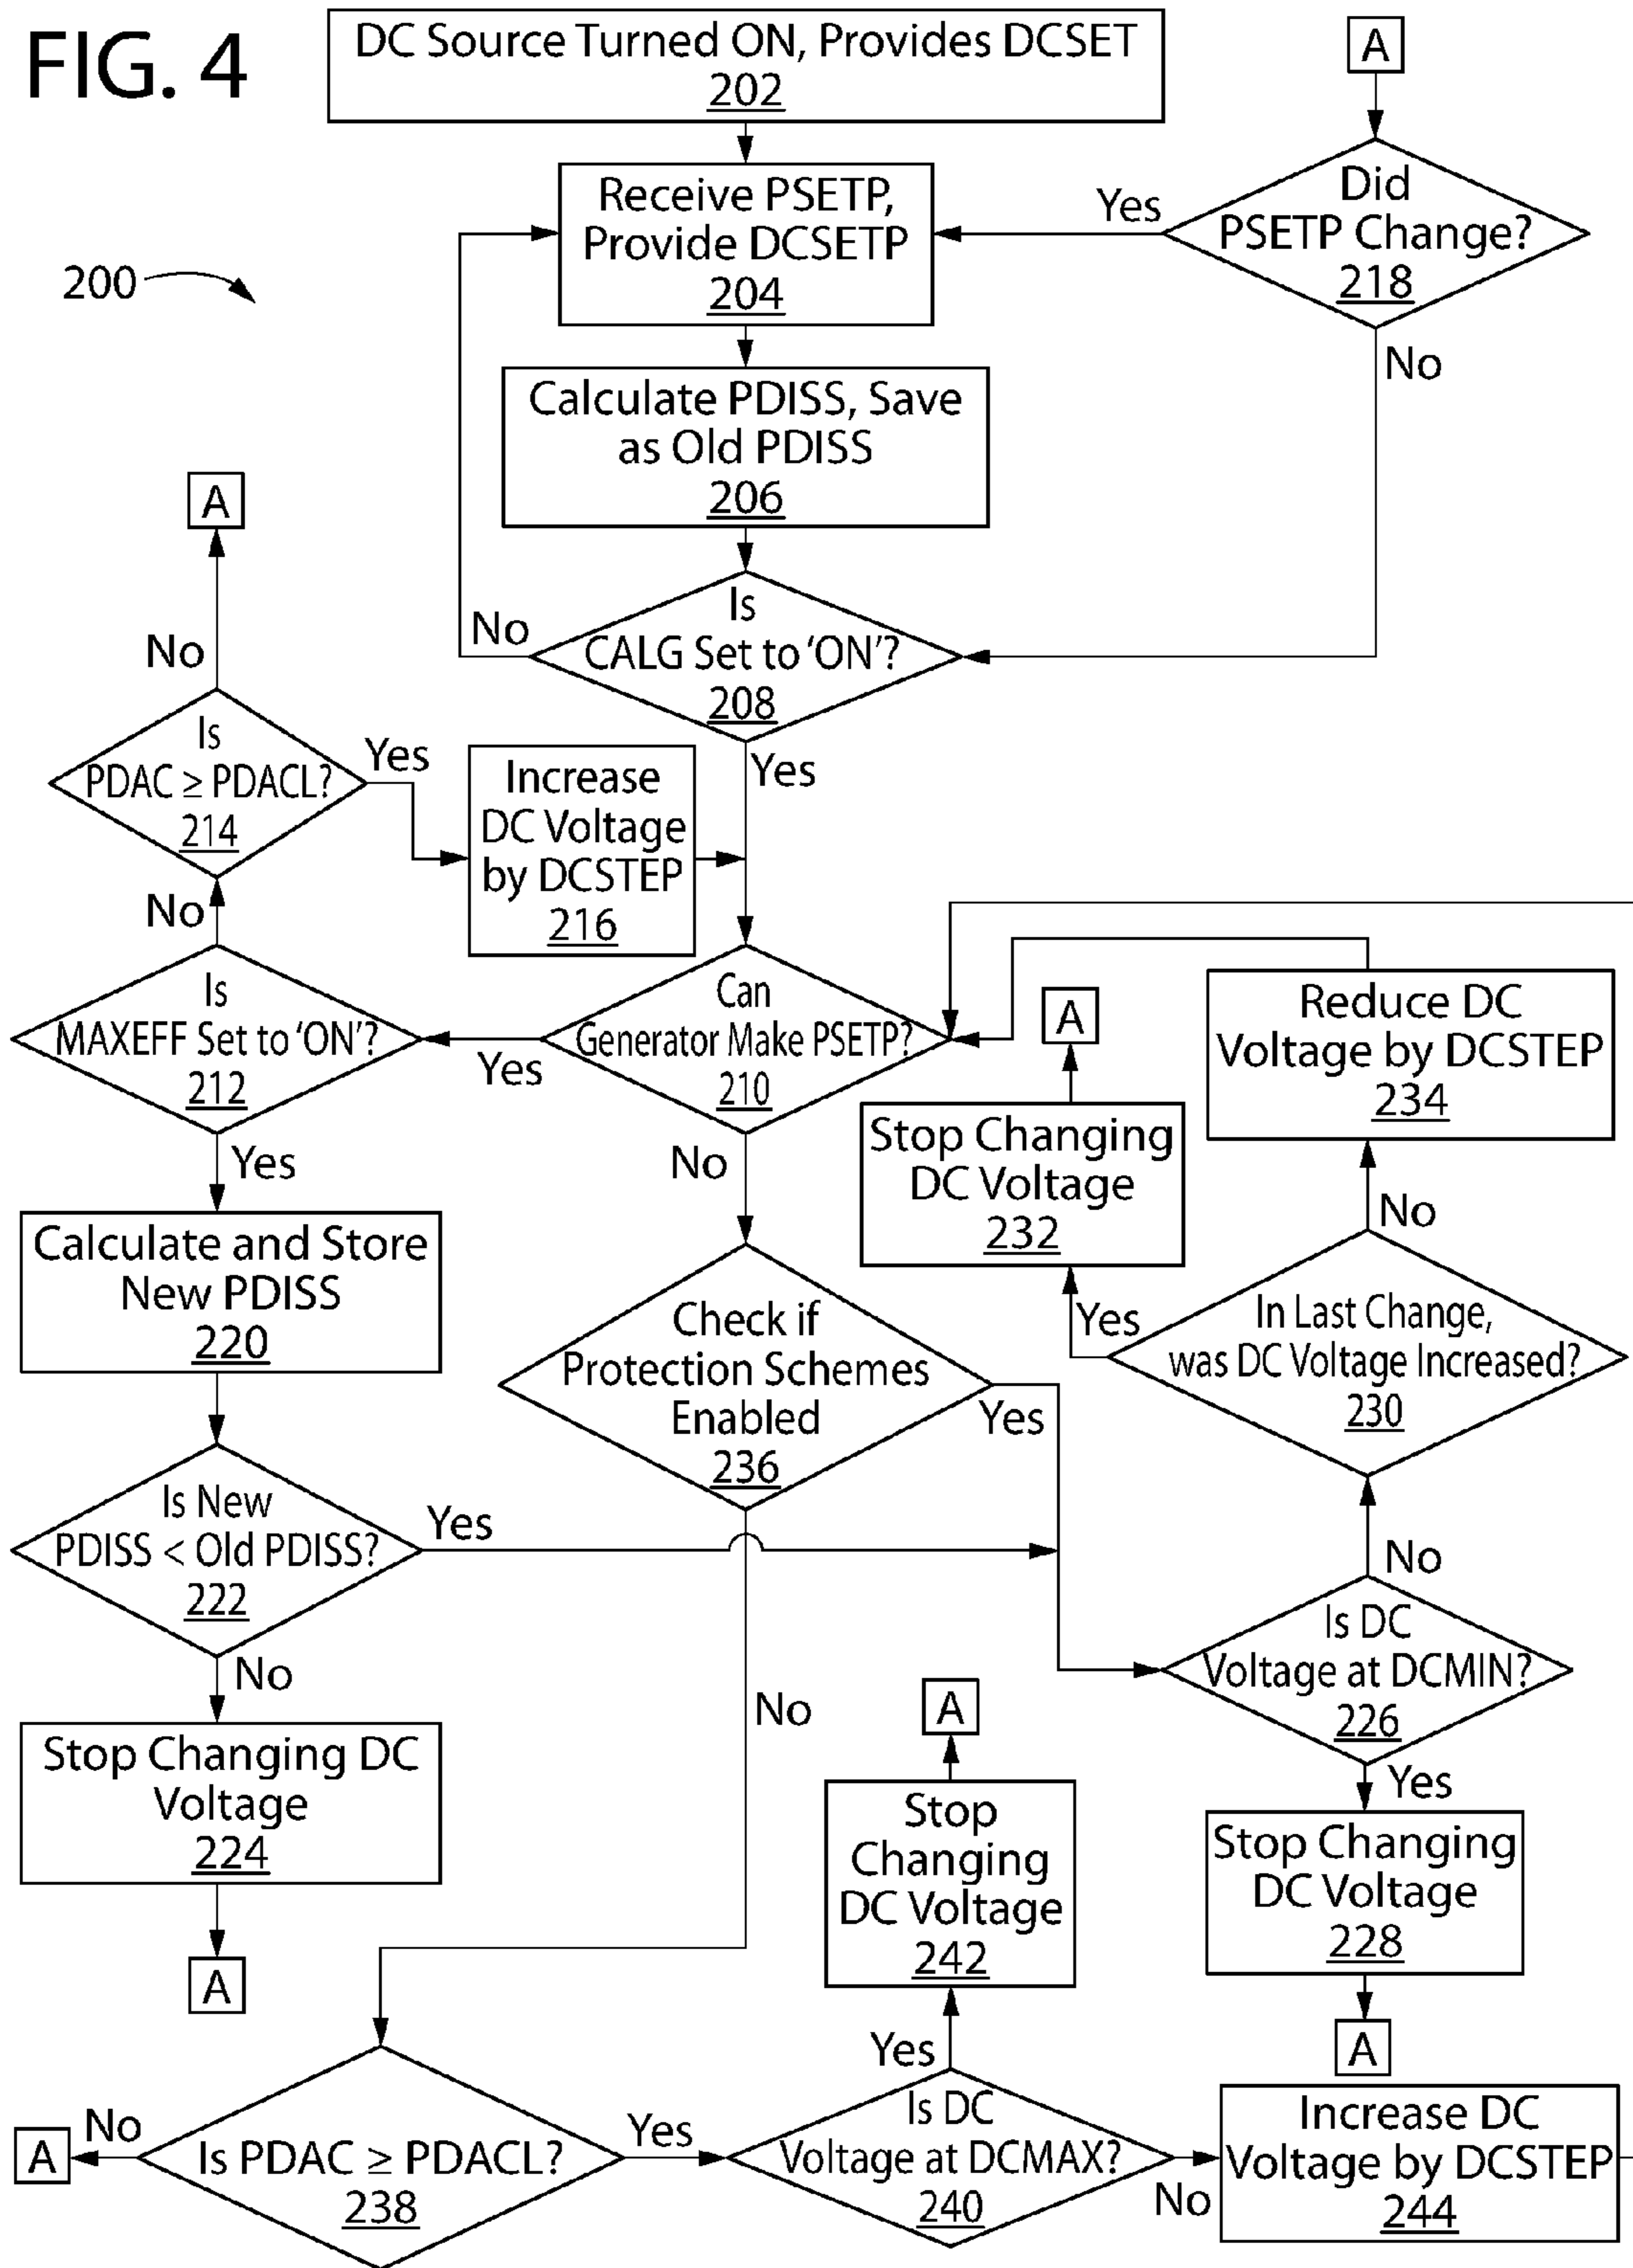 FIG. 4
DC Source Turned ON, Provides DCSET
202
A
Receive PSETP,
Provide DCSETP
204
Yes
Did
PSETP Change?
218
No
200
Calculate PDISS, Save
as Old PDISS
206
A
No
Is
CALG Set to 'ON'?
208
No
Yes
Is
PDAC ≥ PDACL?
214
Yes
Increase
DC Voltage
by DCSTEP
216
No
Is
MAXEFF Set to 'ON'?
212
Yes
Can
Generator Make PSETP?
210
A
Reduce DC
Voltage by DCSTEP
234
Yes
No
Stop Changing
DC Voltage
232
No
Calculate and Store
New PDISS
220
Check if
Protection Schemes
Enabled
236
Yes
Yes
In Last Change,
was DC Voltage Increased?
230
Is New
PDISS < Old PDISS?
222
Yes
No
No
No
Is DC
Voltage at DCMIN?
226
Yes
Stop Changing DC
Voltage
224
A
A
Stop
Changing
DC Voltage
242
Stop Changing
DC Voltage
228
A
Yes
A
No
Is PDAC ≥ PDACL?
238
Yes
Is DC
Voltage at DCMAX?
240
No
Increase DC
Voltage by DCSTEP
244